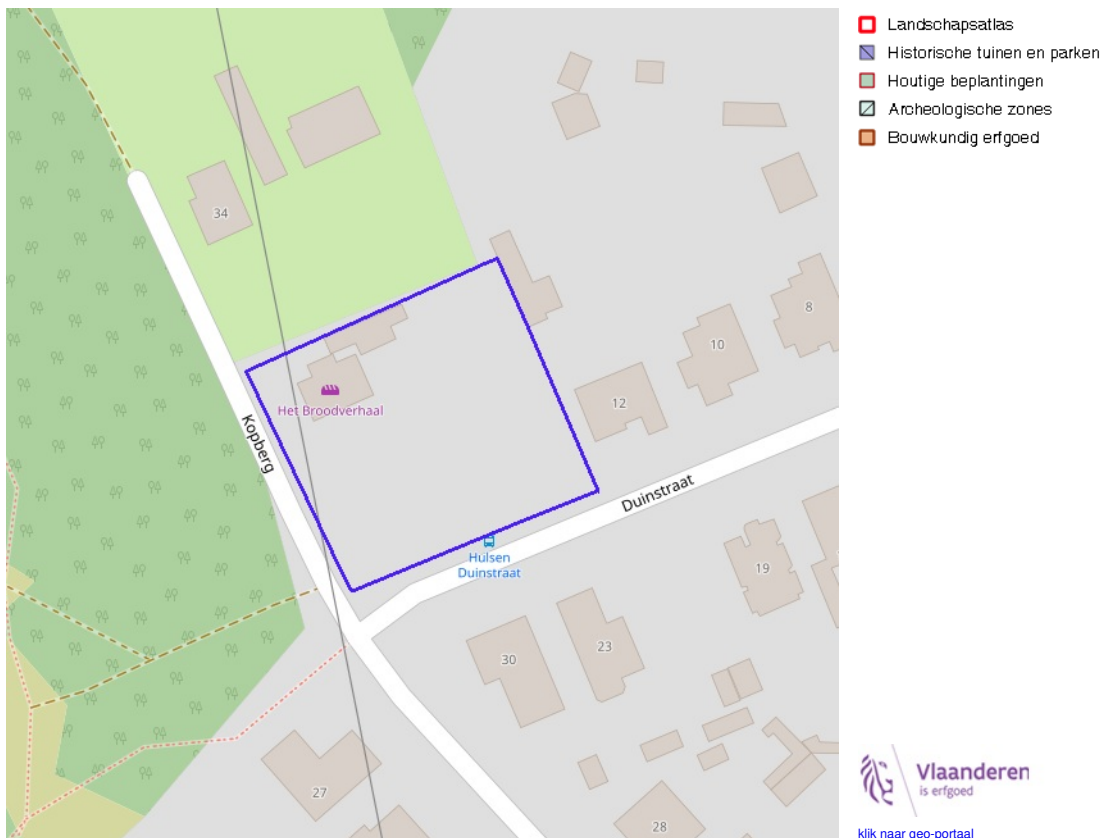 Landschapsatlas
Historische tuinen en parken
Houtige beplantingen
Archeologische zones
Bouwkundig erfgoed
34
8
10
12
Het Broodverhaal
Kopberg
Duinstraat
Hulsen
Duinstraat
19
23
30
27
28
Vlaanderen
is erfgoed
klik naar geo-portaal